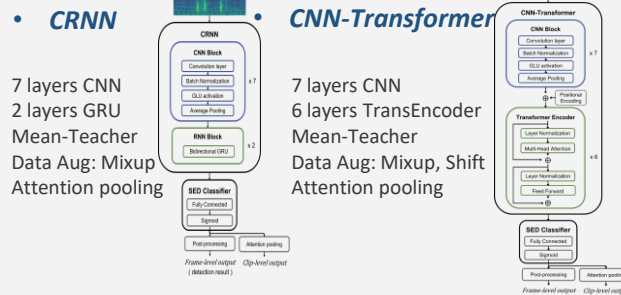 • CRNN
7 layers CNN
2 layers GRU
Mean-Teacher
Data Aug: Mixup
Attention pooling
CRNN
CNN Block
Convolution layer
Batch Normalization
GLU activation
Average Pooling
x 7
RNN Block
Bidirectional GRU
x 2
SED Classifier
Fully Connected
Sigmoid
Post-processing
Attention pooling
Frame-level output
Clip-level output
( detection result )
• CNN-Transformer
7 layers CNN
6 layers TransEncoder
Mean-Teacher
Data Aug: Mixup, Shift
Attention pooling
CNN-Transformer
CNN Block
Convolution layer
Batch Normalization
GLU activation
Average Pooling
x 7
Positional
Encoding
Transformer Encoder
Layer Normalization
Multi-Head Attention
Layer Normalization
Feed Forward
x 6
SED Classifier
Fully Connected
Sigmoid
Post-processing
Attention pooling
Frame-level output
Clip-level outp